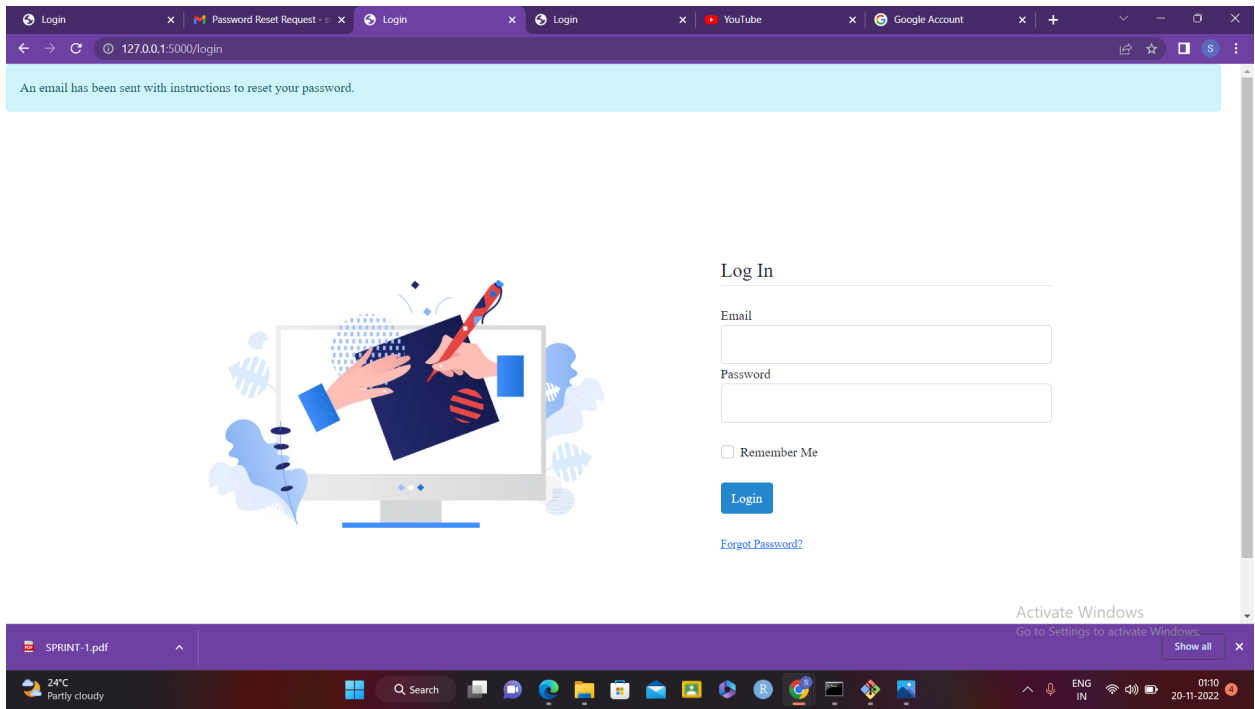 Login
Password Reset Request - s
Login
Login
YouTube
Google Account
127.0.0.1:5000/login
S
An email has been sent with instructions to reset your password.
Log In
Email
Password
Remember Me
Login
Forgot Password?
Activate Windows
Go to Settings to activate Windows.
SPRINT-1.pdf
Show all
24°C
Partly cloudy
Search
ENG
IN
01:10
20-11-2022
4